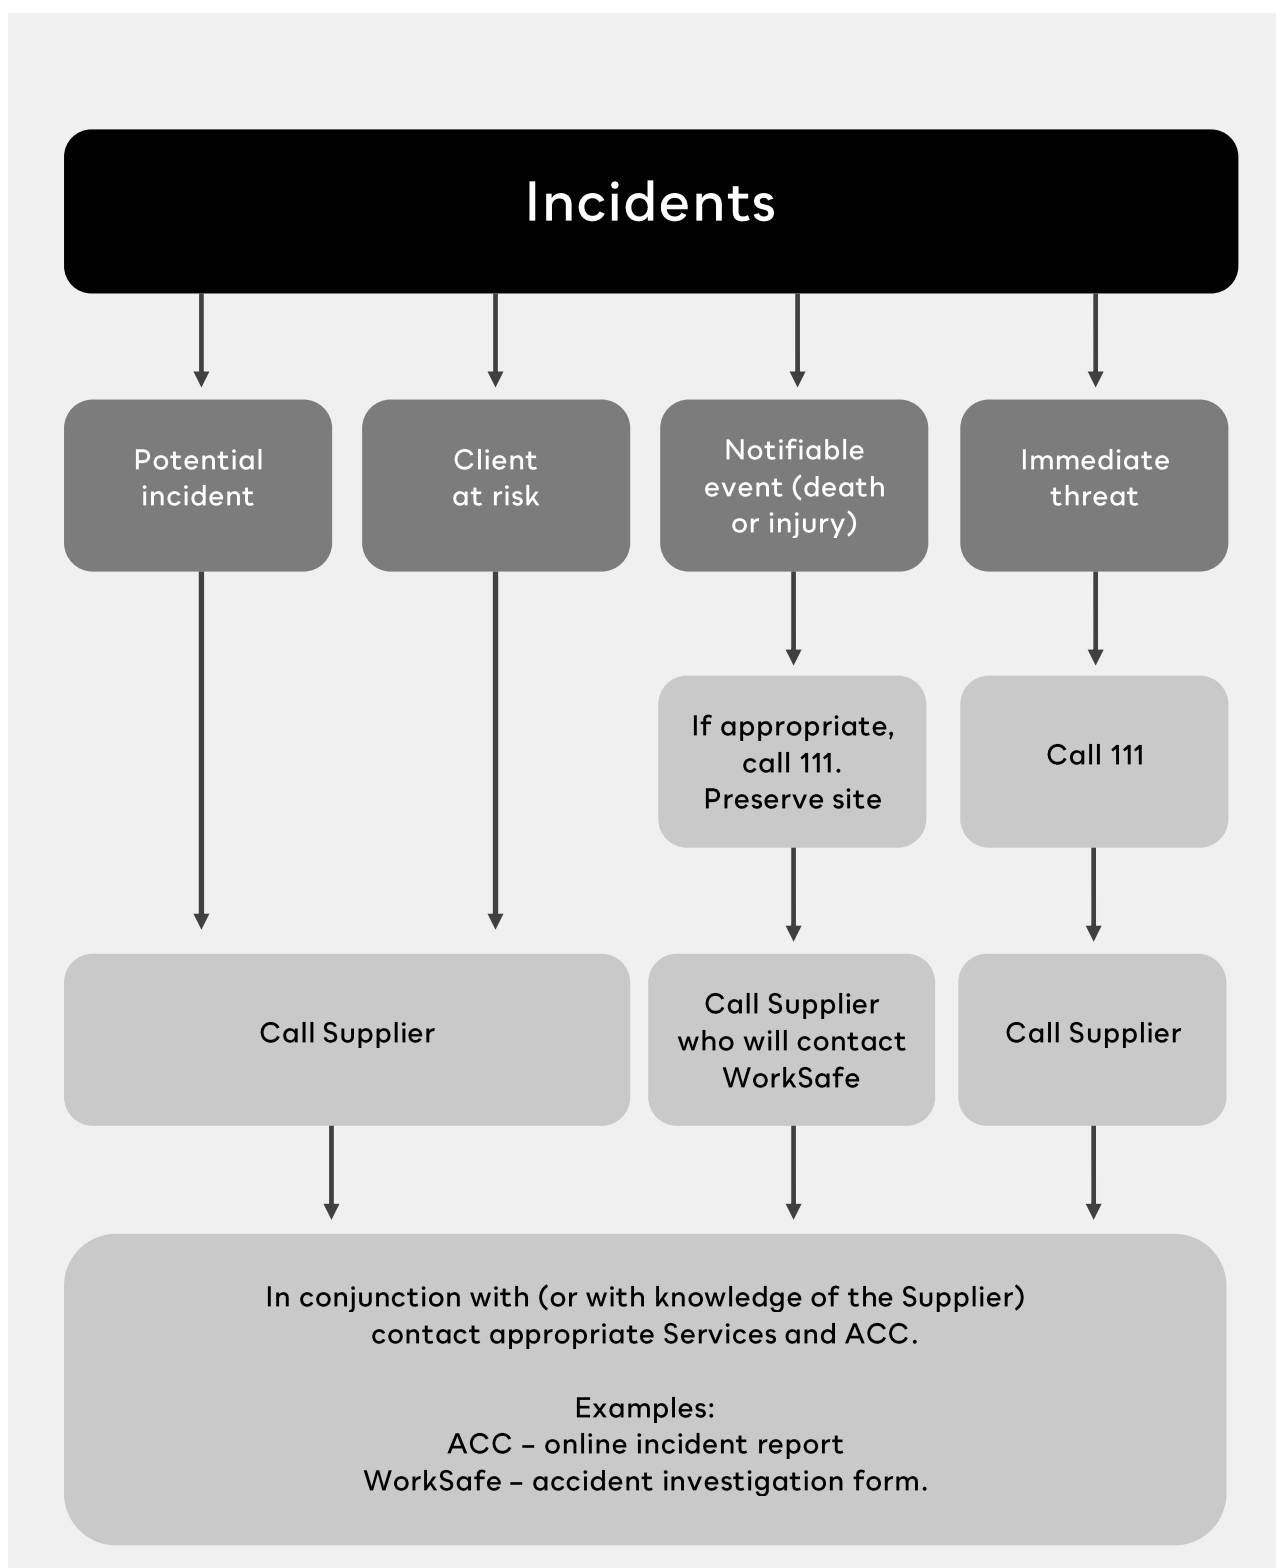 Incidents
Potential
incident
Client
at risk
Notifiable
event (death
or injury)
Immediate
threat
If appropriate,
call 111.
Preserve site
Call 111
Call Supplier
Call Supplier
who will contact
WorkSafe
Call Supplier
In conjunction with (or with knowledge of the Supplier)
contact appropriate Services and ACC.
Examples:
ACC – online incident report
WorkSafe – accident investigation form.